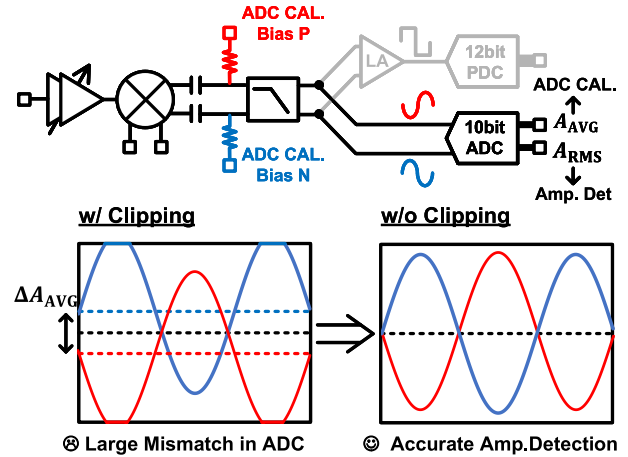 ADC CAL.
Bias P
LA
12bit
PDC
ADC CAL.
A_AVG
10bit
ADC
A_RMS
Amp. Det
ADC CAL.
Bias N
w/ Clipping
w/o Clipping
ΔA_AVG
☹ Large Mismatch in ADC
☺ Accurate Amp.Detection